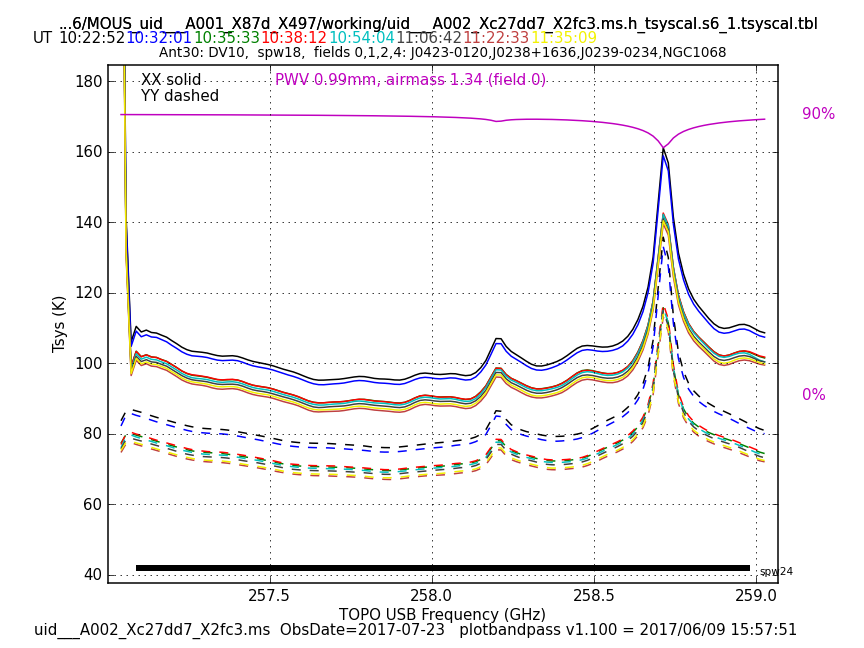 ...6/MOUS_uid___A001_X87d_X497/working/uid___A002_Xc27dd7_X2fc3.ms.h_tsyscal.s6_1.tsyscal.tbl
UT 10:22:52 10:32:01 10:35:33 10:38:12 10:54:04 11:06:42 11:22:33 11:35:09
Ant30: DV10,  spw18,  fields 0,1,2,4: J0423-0120,J0238+1636,J0239-0234,NGC1068
XX solid
PWV 0.99mm, airmass 1.34 (field 0)
YY dashed
180
160
140
120
100
80
60
40
90%
0%
Tsys (K)
spw24
257.5 258.0 258.5 259.0
TOPO USB Frequency (GHz)
uid___A002_Xc27dd7_X2fc3.ms  ObsDate=2017-07-23   plotbandpass v1.100 = 2017/06/09 15:57:51